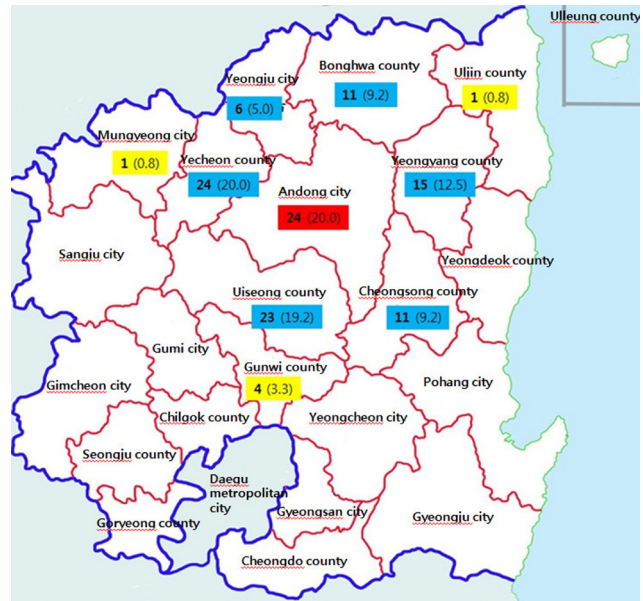 Ulleung county
Bonghwa county
Yeongju city
Uljin county
11 (9.2)
1 (0.8)
6 (5.0)
Mungyeong city
Yecheon county
Yeongyang county
1 (0.8)
24 (20.0)
15 (12.5)
Andong city
24 (20.0)
Sangju city
Yeongdeok county
Uiseong county
Cheongsong county
23 (19.2)
11 (9.2)
Gumi city
Gunwi county
Gimcheon city
4 (3.3)
Pohang city
Chilgok county
Yeongcheon city
Seongju county
Daegu
metropolitan
city
Goryeong county
Gyeongsan city
Gyeongju city
Cheongdo county